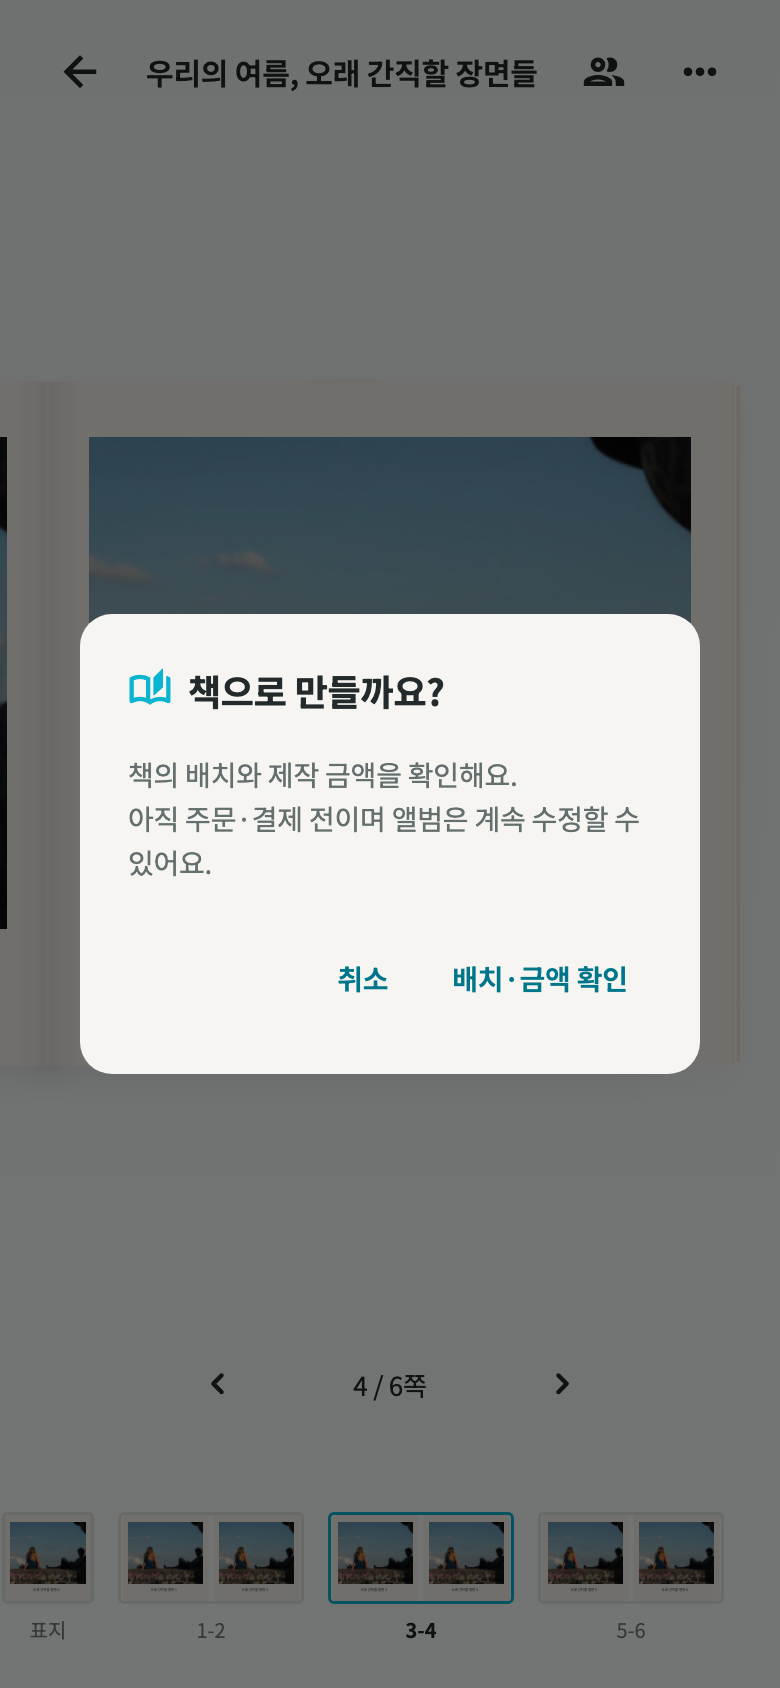 우리의 여름, 오래 간직할 장면들
책으로 만들까요?
책의 배치와 제작 금액을 확인해요.
아직 주문·결제 전이며 앨범은 계속 수정할 수
있어요.
취소
배치·금액 확인
4 / 6쪽
표지
1-2
3-4
5-6